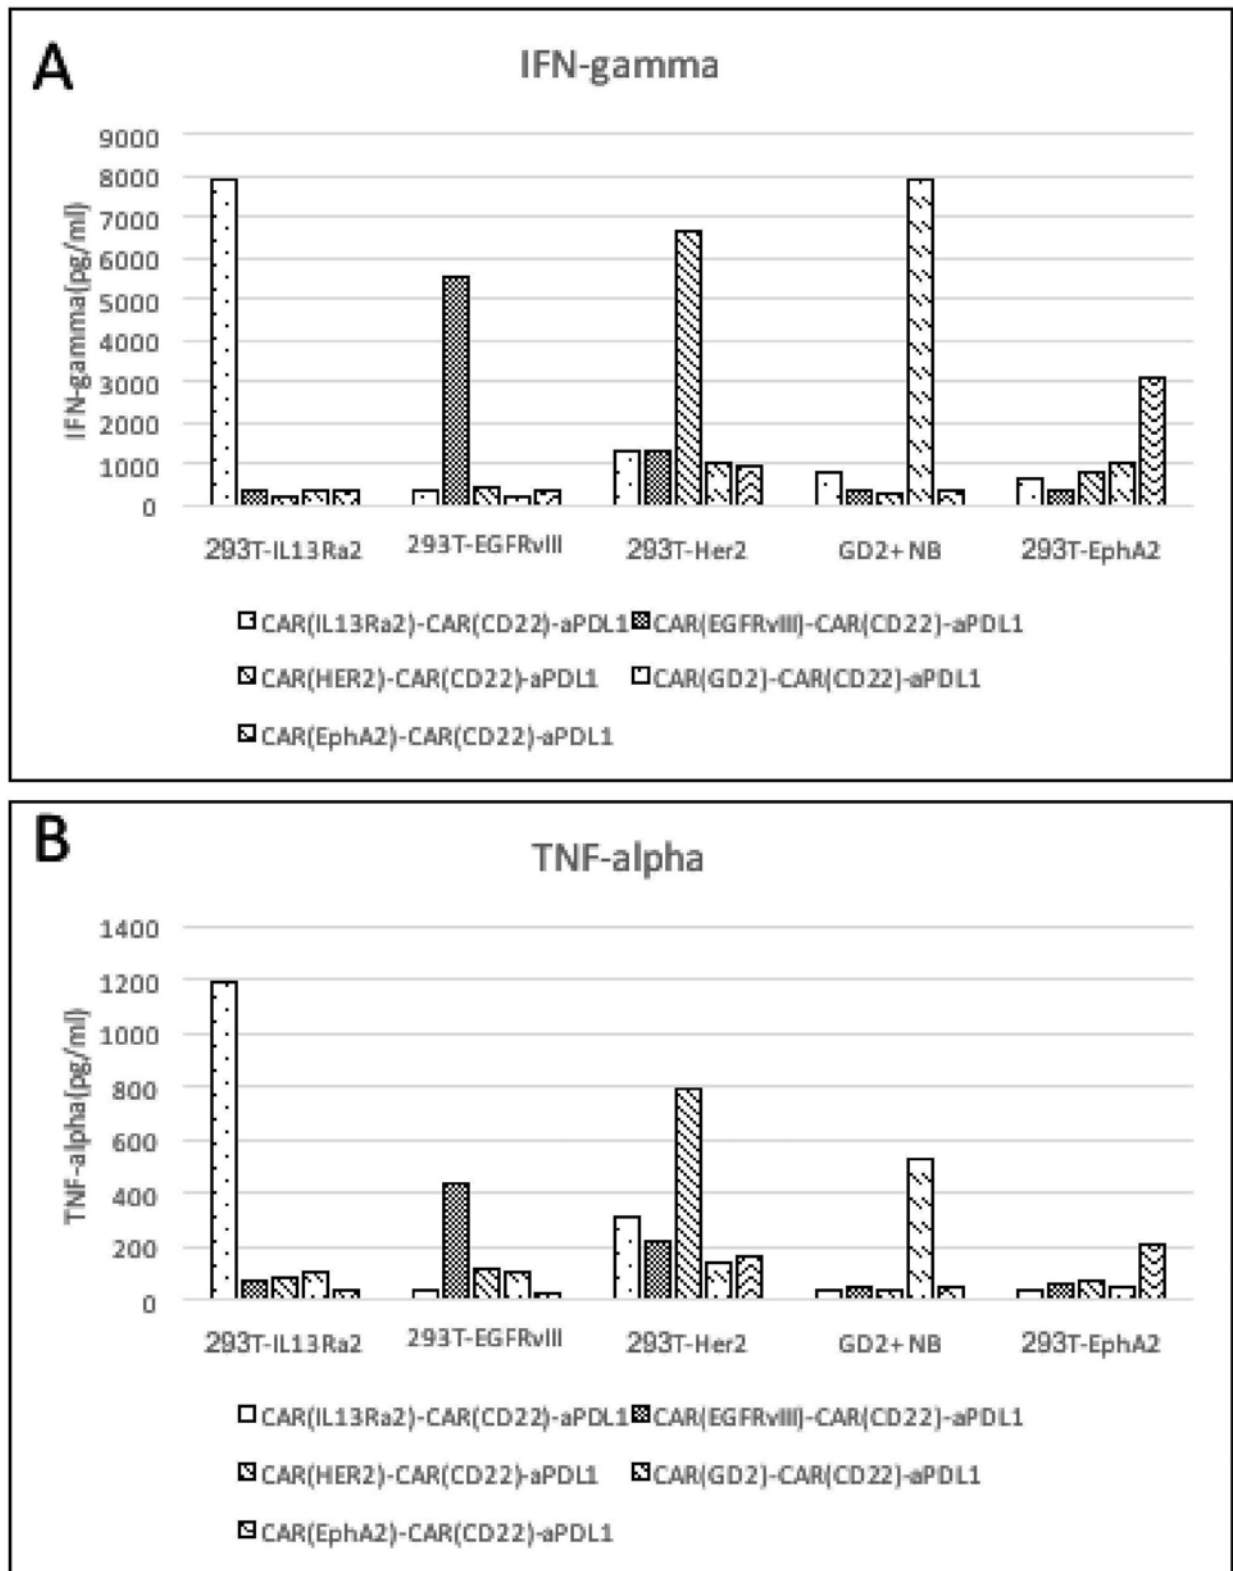 A
IFN-gamma
9000
8000
7000
6000
5000
4000
3000
2000
1000
0
IFN-gamma(pg/ml)
293T-IL13Ra2 293T-EGFRvIII 293T-Her2 GD2+ NB 293T-EphA2
CAR(IL13Ra2)-CAR(CD22)-aPDL1 CAR(EGFRvIII)-CAR(CD22]-aPDL1
CAR(HER2)-CAR(CD22)-aPDL1 CAR(GD2]-CAR(CD22]-aPDL1
CAR(EphA2)-CAR(CD22)-aPDL1
B
TNF-alpha
1400
1200
1000
800
600
400
200
0
TNF-alpha(pg/ml)
293T-IL13Ra2 293T-EGFRvIII 293T-Her2 GD2+ NB 293T-EphA2
CAR(IL13Ra2)-CAR(CD22)-aPDL1 CAR(EGFRvIII)-CAR(CD22]-aPDL1
CAR(HER2)-CAR(CD22)-aPDL1 CAR(GD2]-CAR(CD22]-aPDL1
CAR(EphA2)-CAR(CD22)-aPDL1